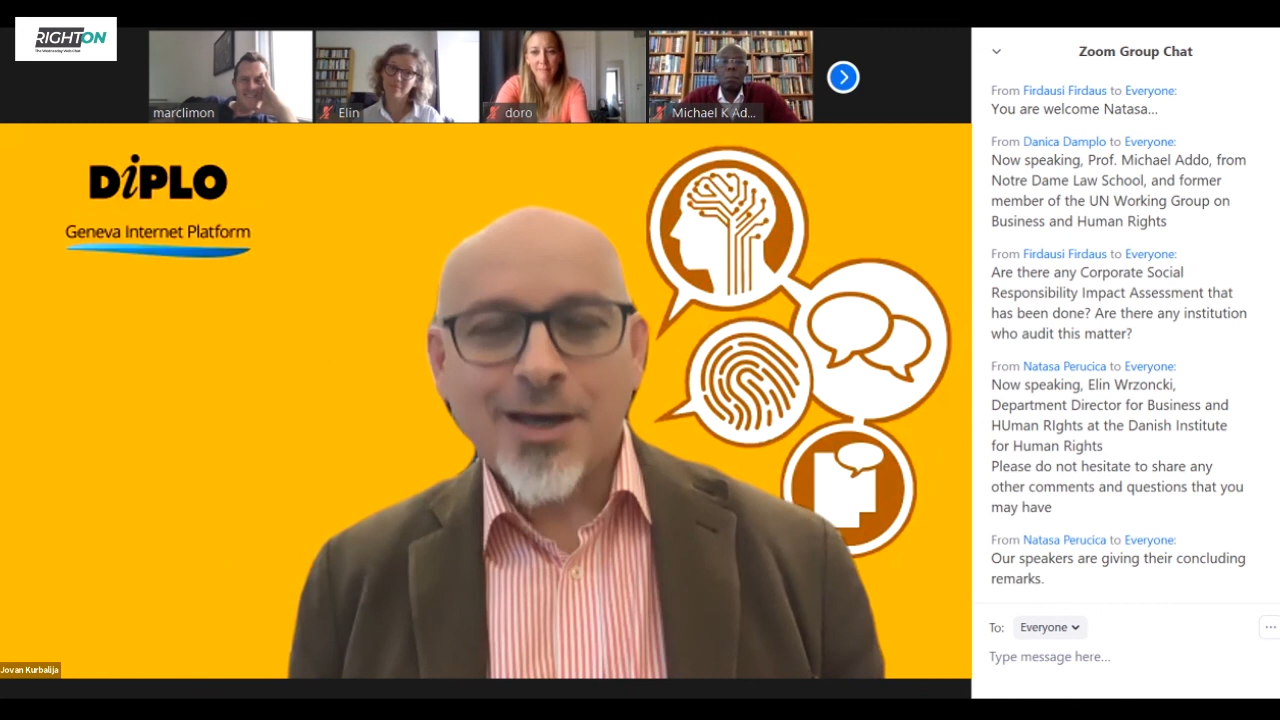 RIGHTON
The Wednesday Web Chat
marclimon
Elin
doro
Michael K Ad...
DiPLO
Geneva Internet Platform
Jovan Kurbalija
Zoom Group Chat
From Firdausi Firdaus to Everyone:
You are welcome Natasa...
From Danica Damplo to Everyone:
Now speaking, Prof. Michael Addo, from
Notre Dame Law School, and former
member of the UN Working Group on
Business and Human Rights
From Firdausi Firdaus to Everyone:
Are there any Corporate Social
Responsibility Impact Assessment that
has been done? Are there any institution
who audit this matter?
From Natasa Perucica to Everyone:
Now speaking, Elin Wrzoncki,
Department Director for Business and
HUman RIghts at the Danish Institute
for Human Rights
Please do not hesitate to share any
other comments and questions that you
may have
From Natasa Perucica to Everyone:
Our speakers are giving their concluding
remarks.
To: Everyone
Type message here...